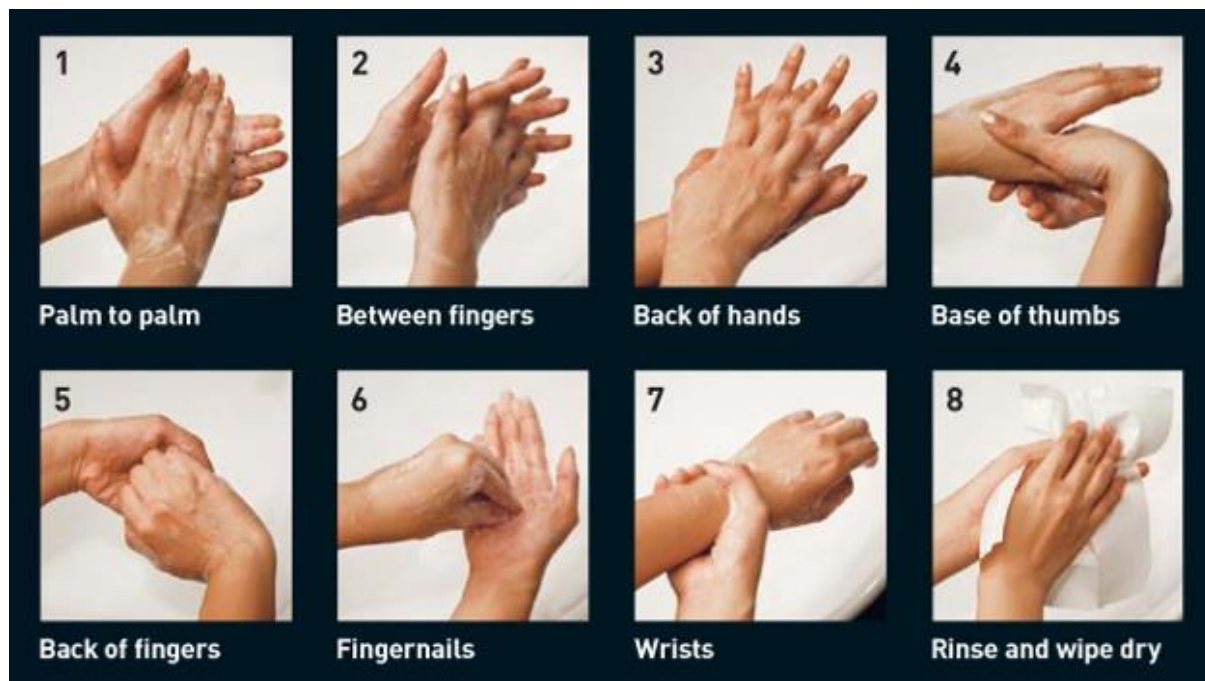 1
2
3
4
Palm to palm
Between fingers
Back of hands
Base of thumbs
5
6
7
8
Back of fingers
Fingernails
Wrists
Rinse and wipe dry